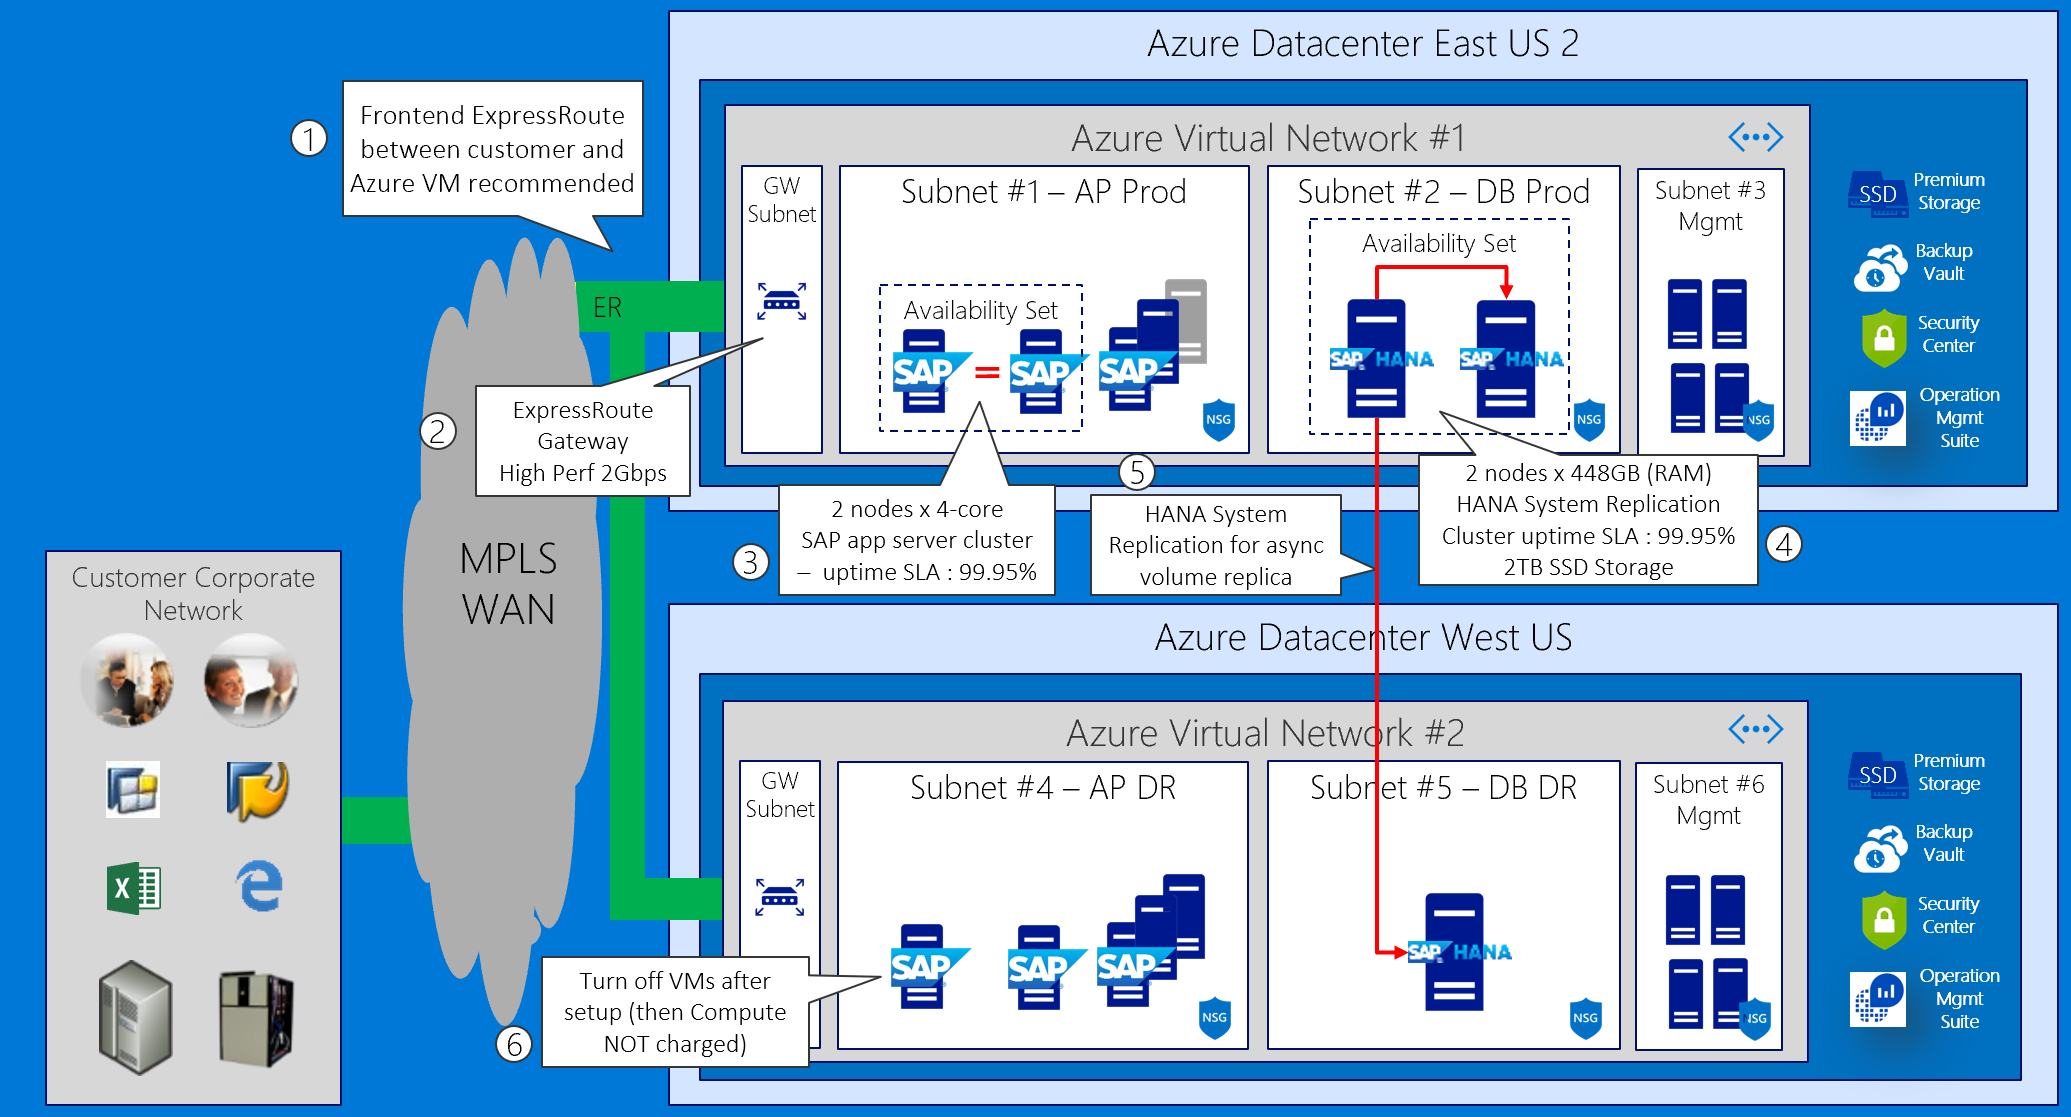 Azure Datacenter East US 2
1
Frontend ExpressRoute
between customer and
Azure VM recommended
Azure Virtual Network #1
GW
Subnet
Subnet #1 – AP Prod
Availability Set
SAP
=
SAP
SAP
NSG
Subnet #2 – DB Prod
Availability Set
SAP HANA
SAP HANA
NSG
Subnet #3
Mgmt
NSG
SSD
Premium
Storage
Backup
Vault
Security
Center
Operation
Mgmt
Suite
ER
2
ExpressRoute
Gateway
High Perf 2Gbps
3
2 nodes x 4-core
SAP app server cluster
– uptime SLA : 99.95%
5
HANA System
Replication for async
volume replica
2 nodes x 448GB (RAM)
HANA System Replication
Cluster uptime SLA : 99.95%
2TB SSD Storage
4
MPLS
WAN
Customer Corporate
Network
X
Azure Datacenter West US
Azure Virtual Network #2
GW
Subnet
Subnet #4 – AP DR
SAP
SAP
SAP
NSG
Subnet #5 – DB DR
SAP HANA
NSG
Subnet #6
Mgmt
NSG
SSD
Premium
Storage
Backup
Vault
Security
Center
Operation
Mgmt
Suite
6
Turn off VMs after
setup (then Compute
NOT charged)